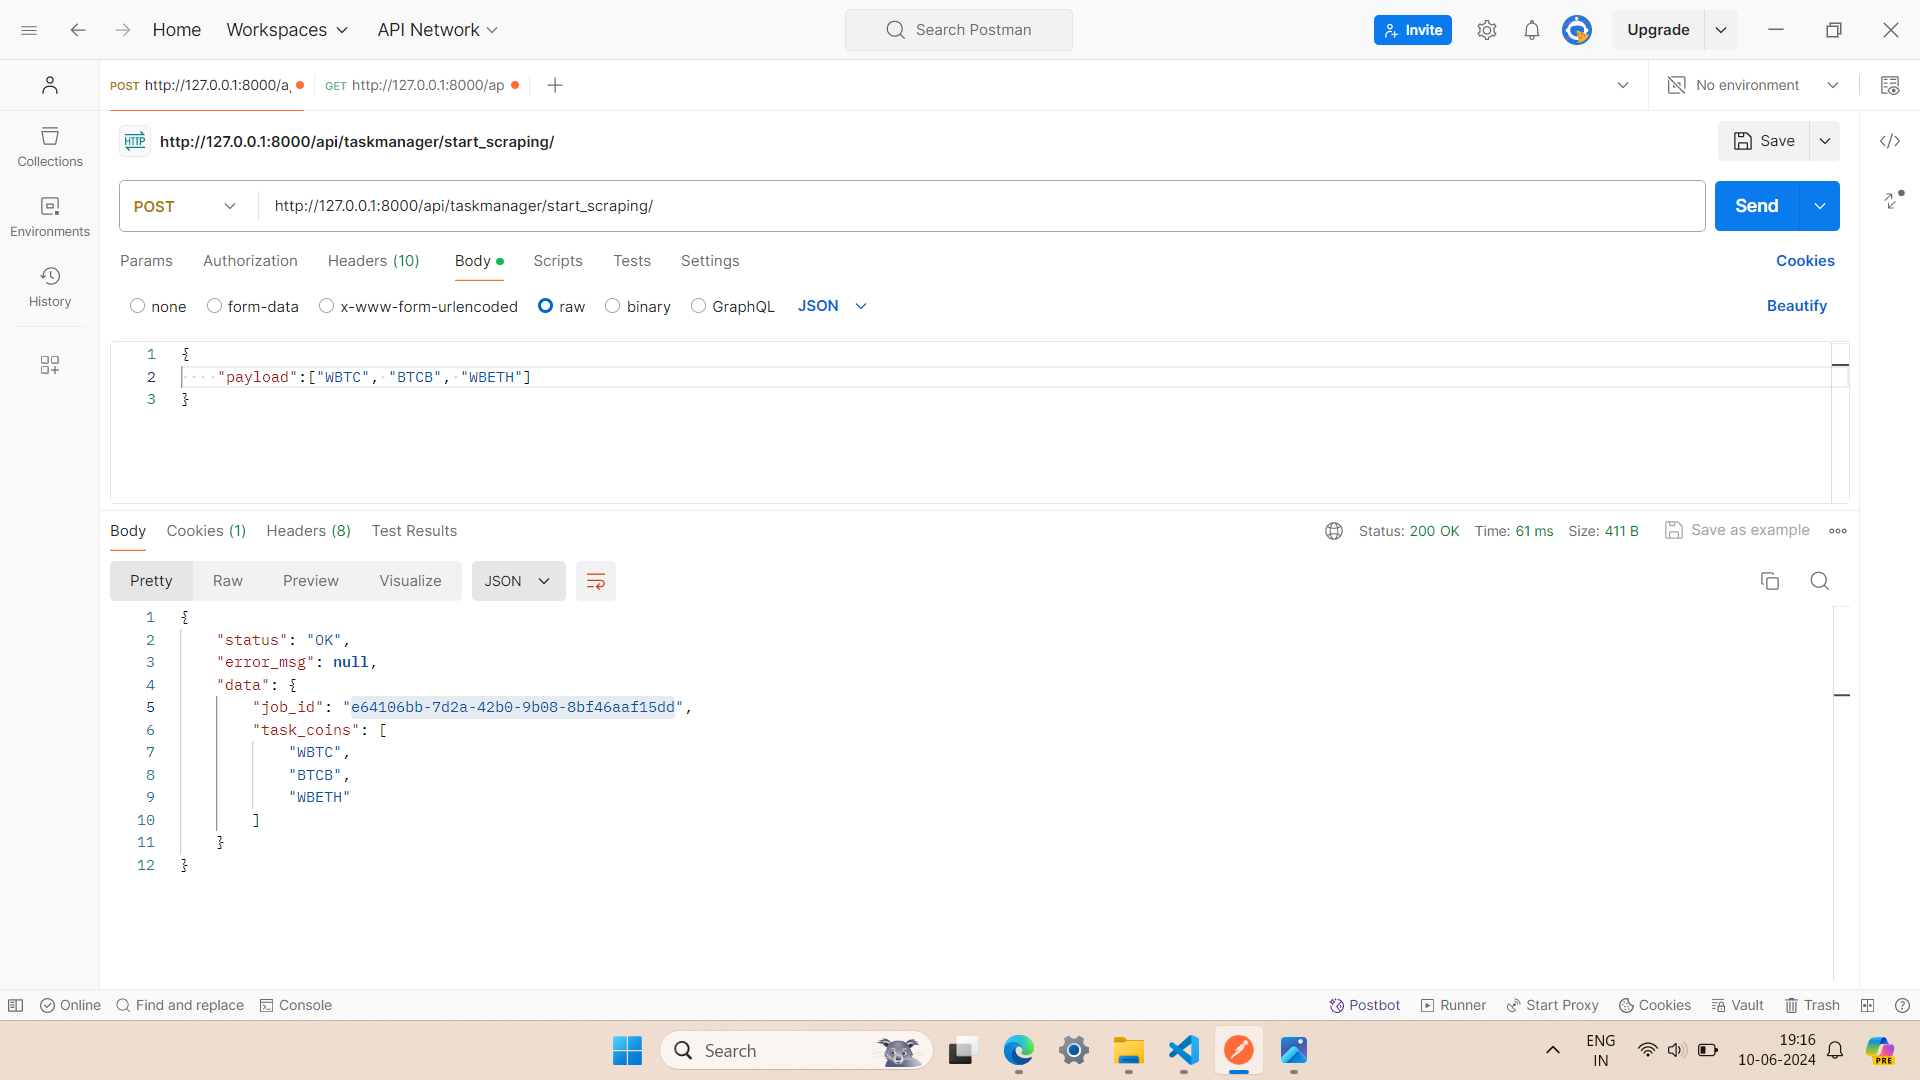 Home Workspaces API Network Search Postman Invite Upgrade
POST http://127.0.0.1:8000/a GET http://127.0.0.1:8000/ap No environment
HTTP http://127.0.0.1:8000/api/taskmanager/start_scraping/ Save
Collections
POST http://127.0.0.1:8000/api/taskmanager/start_scraping/ Send
Environments
Params Authorization Headers (10) Body Scripts Tests Settings Cookies
History
none form-data x-www-form-urlencoded raw binary GraphQL JSON Beautify
1 {
2 "payload":["WBTC", "BTCB", "WBETH"]
3 }
Body Cookies (1) Headers (8) Test Results Status: 200 OK Time: 61 ms Size: 411 B Save as example
Pretty Raw Preview Visualize JSON
1 {
2 "status": "OK",
3 "error_msg": null,
4 "data": {
5 "job_id": "e64106bb-7d2a-42b0-9b08-8bf46aaf15dd",
6 "task_coins": [
7 "WBTC",
8 "BTCB",
9 "WBETH"
10 ]
11 }
12 }
Online Find and replace Console Postbot Runner Start Proxy Cookies Vault Trash
Search ENG 19:16
IN 10-06-2024 PRE